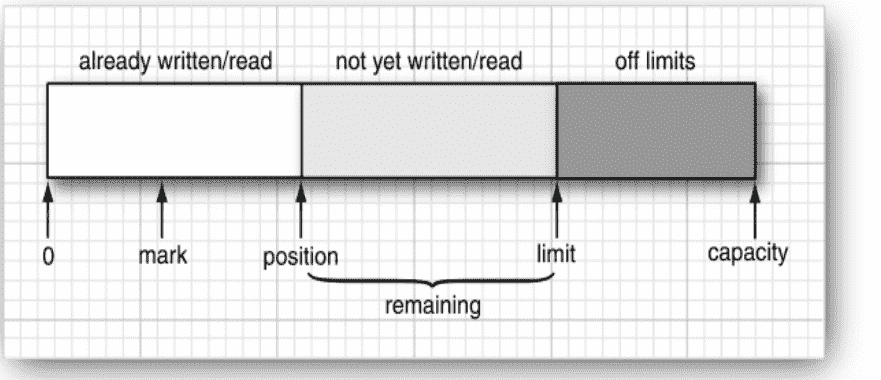 already written/read not yet written/read off limits
0 mark position limit capacity
remaining